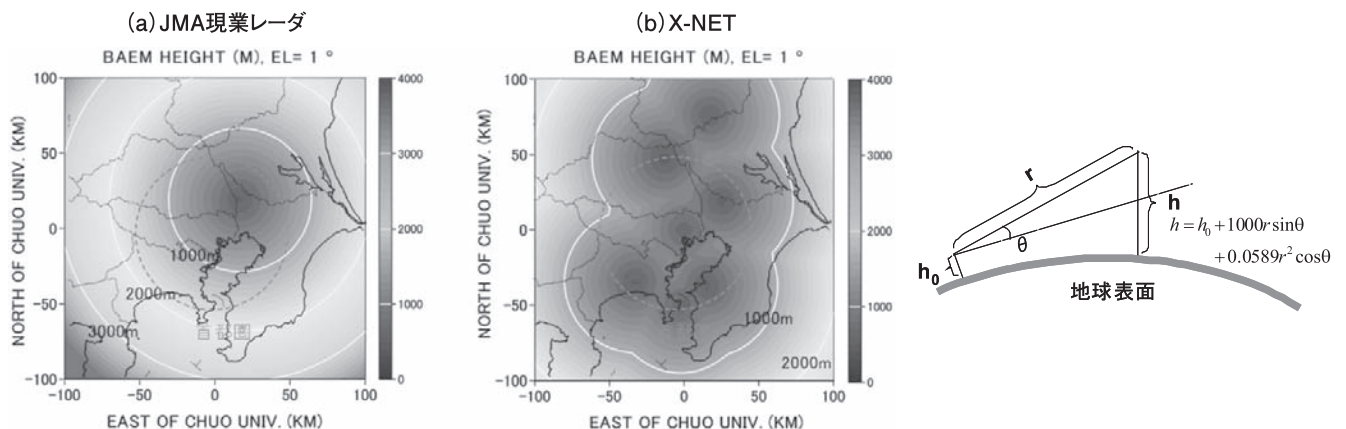 (a) JMA現業レーダ
BAEM HEIGHT (M), EL= 1 °
100
50
0
-50
-100
-100
-50
0
50
100
NORTH OF CHUO UNIV. (KM)
EAST OF CHUO UNIV. (KM)
1000m
2000m
3000m
首都圏
4000
3000
2000
1000
0
(b) X-NET
BAEM HEIGHT (M), EL= 1 °
100
50
0
-50
-100
-100
-50
0
50
100
NORTH OF CHUO UNIV. (KM)
EAST OF CHUO UNIV. (KM)
1000m
2000m
4000
3000
2000
1000
0
r
h
θ
h₀
h=h₀+1000rsinθ
+0.0589r²cosθ
地球表面